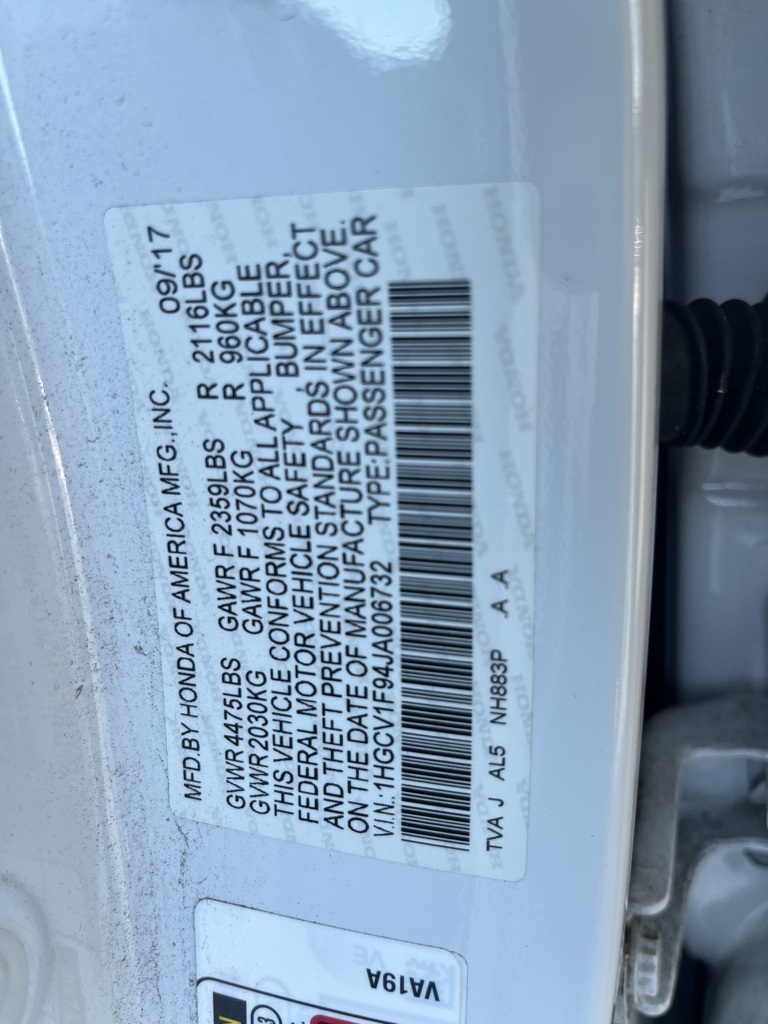 MFD.BY HONDA OF AMERICA MFG.,INC. 09/'17
GVWR 4475LBS GAWR F 2359LBS R 2116LBS
GVWR 2030KG GAWR F 1070KG R 960KG
THIS VEHICLE CONFORMS TO ALL APPLICABLE
FEDERAL MOTOR VEHICLE SAFETY, BUMPER,
AND THEFT PREVENTION STANDARDS IN EFFECT
ON THE DATE OF MANUFACTURE SHOWN ABOVE.
V.I.N.:1HGCV1F94JA006732 TYPE:PASSENGER CAR
TVA J AL5 NH883P A A
VA19A
VE